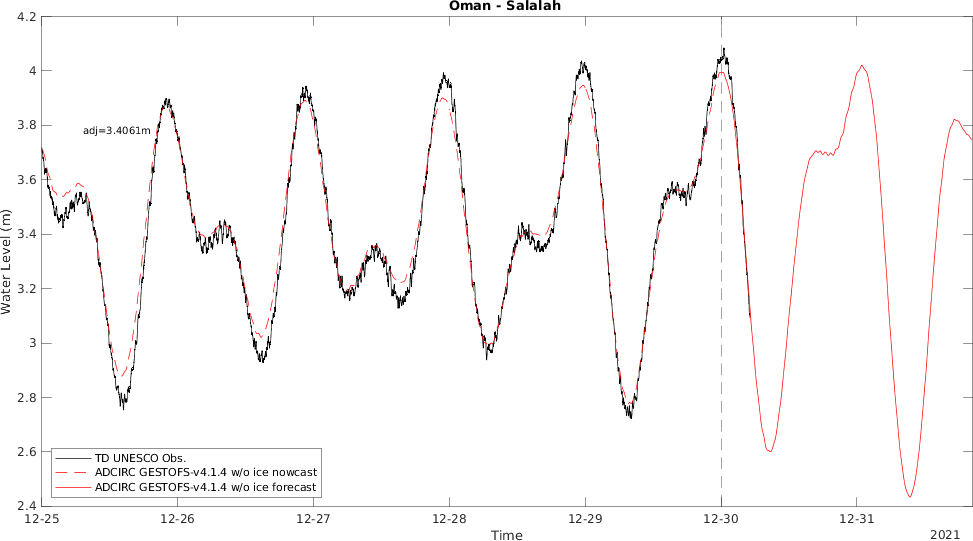 Oman - Salalah
4.2
4
3.8
3.6
3.4
3.2
3
2.8
2.6
2.4
Water Level (m)
adj=3.4061m
TD UNESCO Obs.
ADCIRC GESTOFS-v4.1.4 w/o ice nowcast
ADCIRC GESTOFS-v4.1.4 w/o ice forecast
12-25 12-26 12-27 12-28 12-29 12-30 12-31
Time
2021